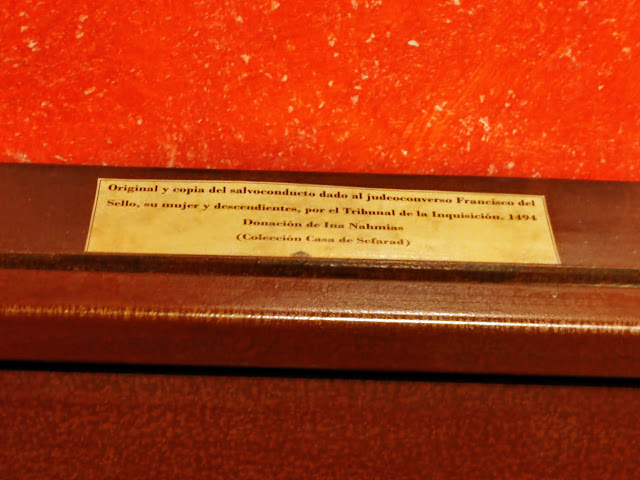 Original y copia del salvoconducto dado al judeoconverso Francisco del
Sello, su mujer y descendientes, por el Tribunal de la Inquisición. 1494
Donación de Ina Nahmias
(Colección Casa de Sefarad)